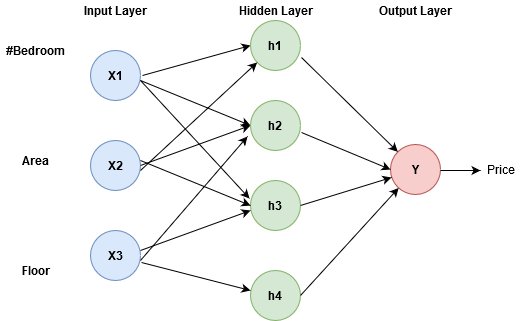 Input Layer
Hidden Layer
Output Layer
#Bedroom
X1
h1
h2
Area
X2
Y
Price
h3
X3
Floor
h4